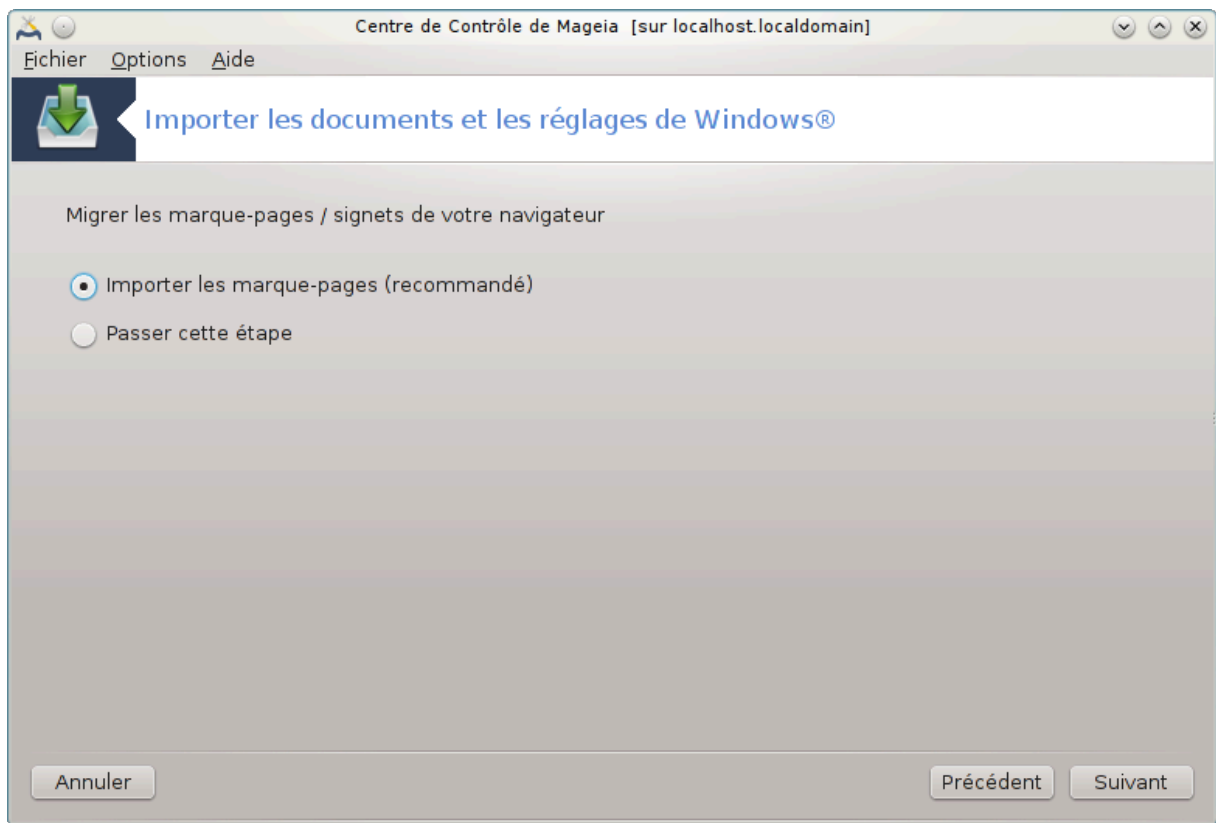 Centre de Contrôle de Mageia [sur localhost.localdomain]
Fichier Options Aide
Importer les documents et les réglages de Windows®
Migrer les marque-pages / signets de votre navigateur
Importer les marque-pages (recommandé)
Passer cette étape
Annuler Précédent Suivant